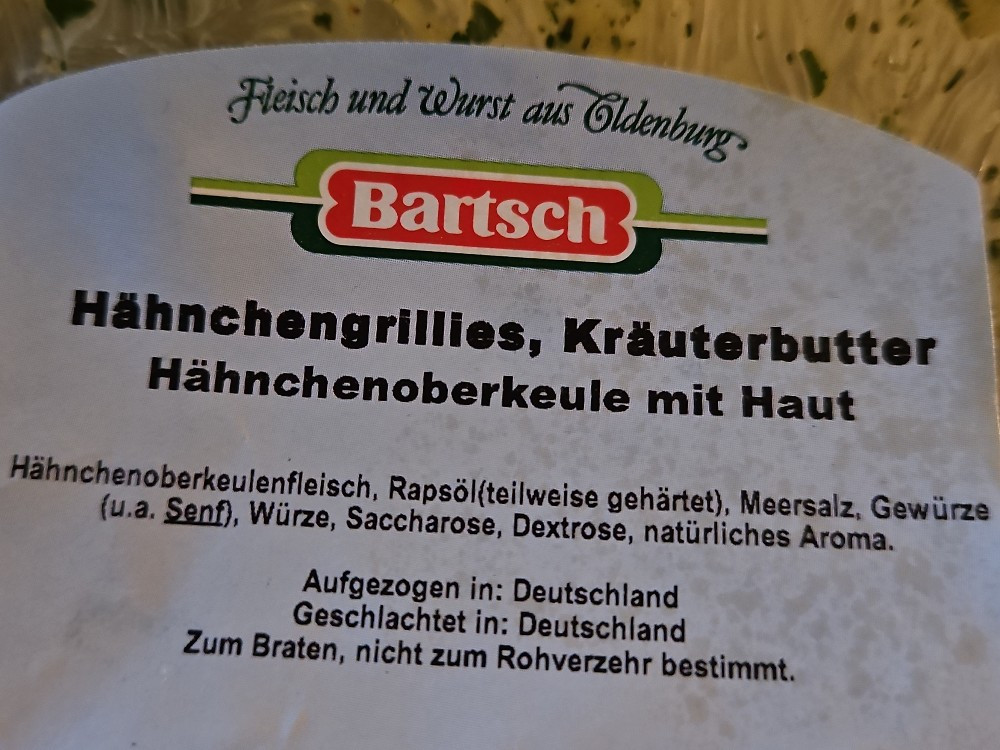 Fleisch und Wurst aus Oldenburg
Bartsch
Hähnchengrillies, Kräuterbutter
Hähnchenoberkeule mit Haut
Hähnchenoberkeulenfleisch, Rapsöl(teilweise gehärtet), Meersalz, Gewürze
(u.a. Senf), Würze, Saccharose, Dextrose, natürliches Aroma.
Aufgezogen in: Deutschland
Geschlachtet in: Deutschland
Zum Braten, nicht zum Rohverzehr bestimmt.